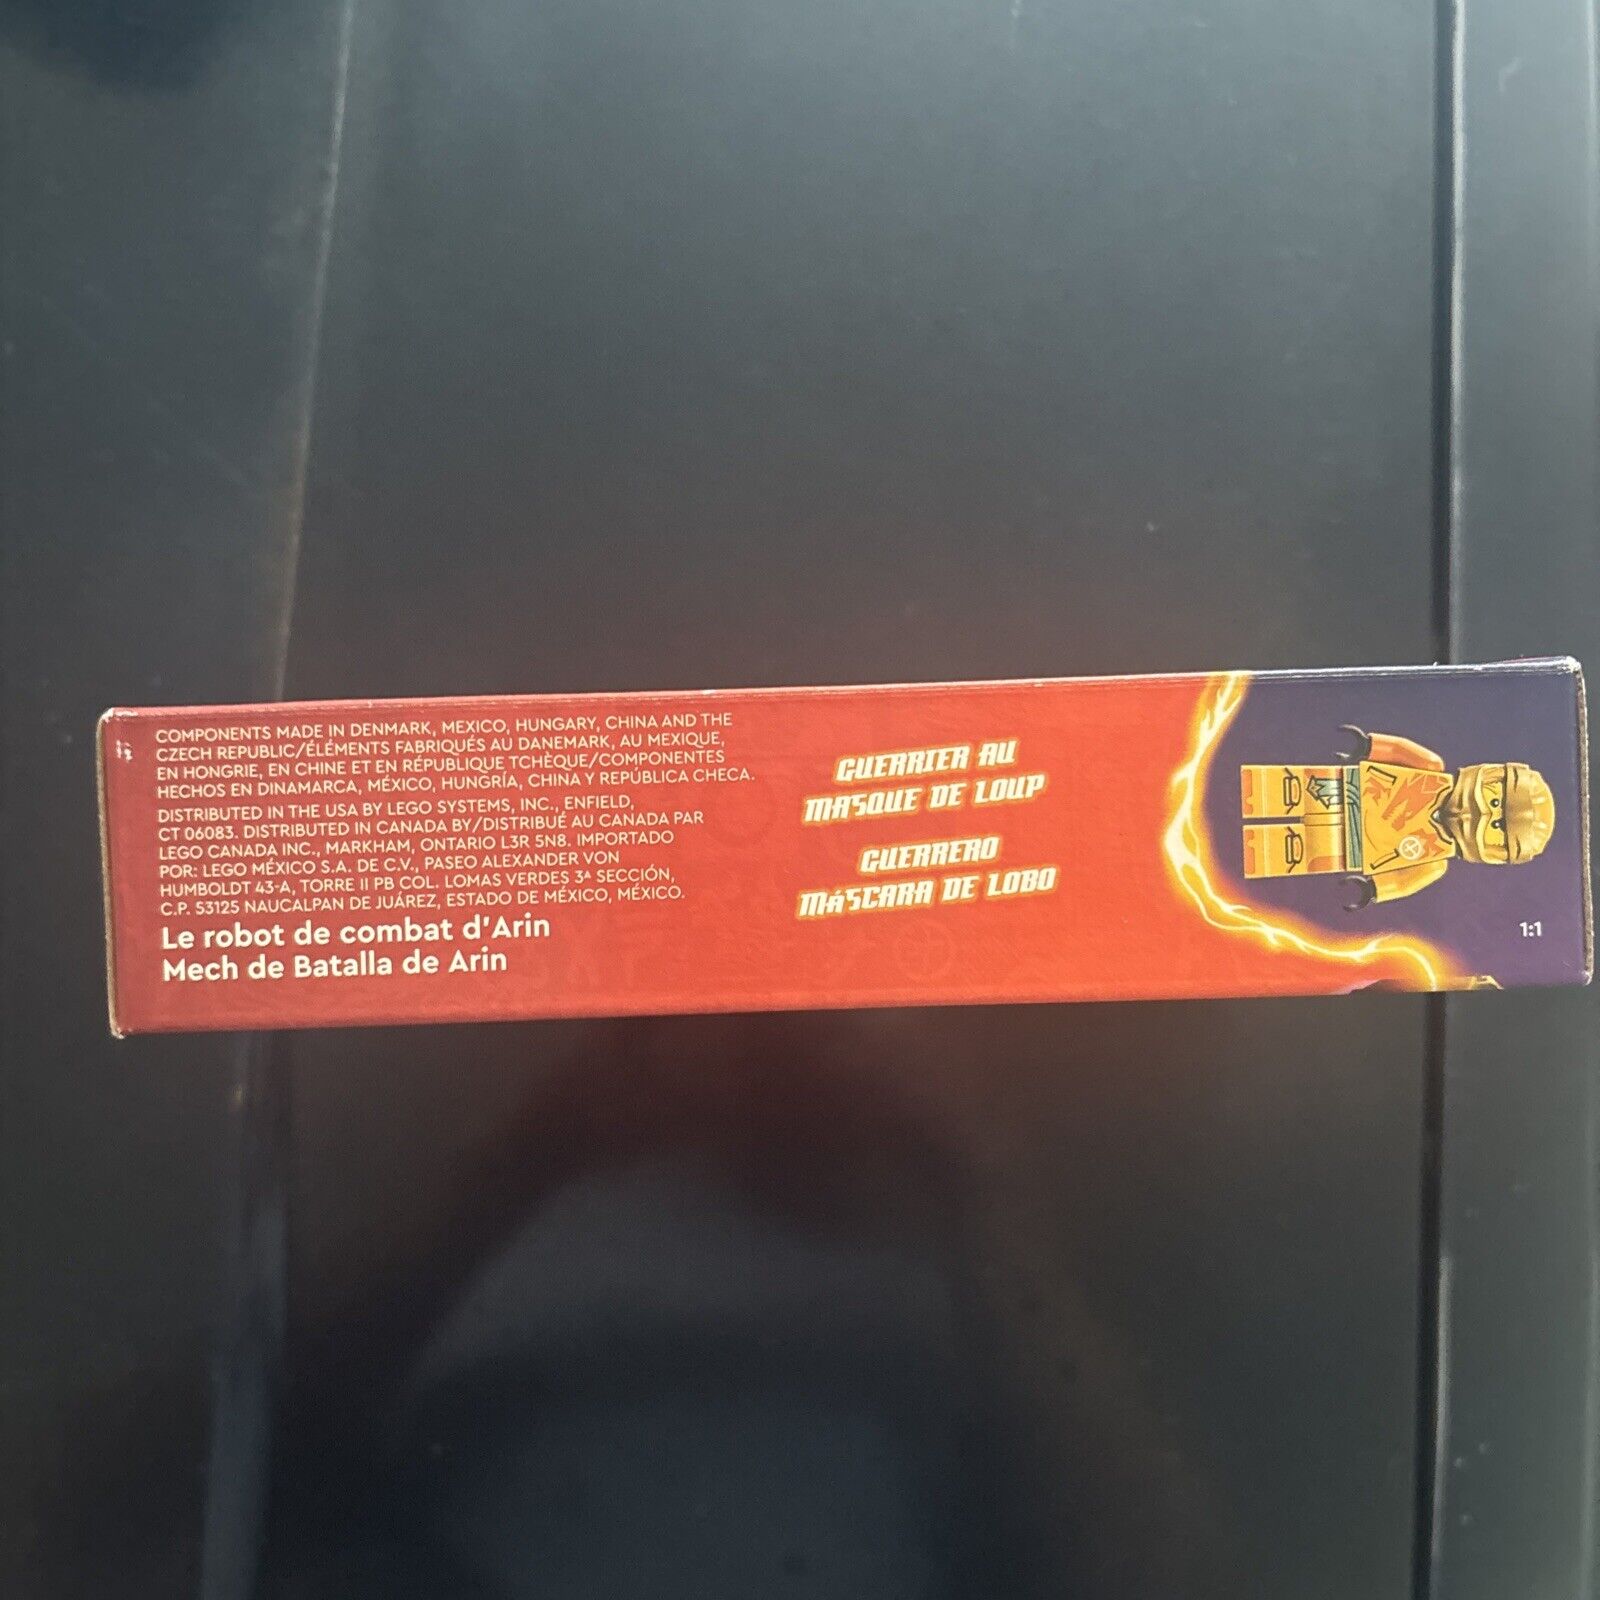 COMPONENTS MADE IN DENMARK, MEXICO, HUNGARY, CHINA AND THE
CZECH REPUBLIC/ÉLÉMENTS FABRIQUÉS AU DANEMARK, AU MEXIQUE,
EN HONGRIE, EN CHINE ET EN RÉPUBLIQUE TCHÈQUE/COMPONENTES
HECHOS EN DINAMARCA, MÉXICO, HUNGRÍA, CHINA Y REPÚBLICA CHECA.
DISTRIBUTED IN THE USA BY LEGO SYSTEMS, INC., ENFIELD,
CT 06083. DISTRIBUTED IN CANADA BY/DISTRIBUÉ AU CANADA PAR
LEGO CANADA INC., MARKHAM, ONTARIO L3R 5N8. IMPORTADO
POR: LEGO MÉXICO S.A. DE C.V., PASEO ALEXANDER VON
HUMBOLDT 43-A, TORRE II PB COL. LOMAS VERDES 3ª SECCIÓN,
C.P. 53125 NAUCALPAN DE JUÁREZ, ESTADO DE MÉXICO, MÉXICO.
Le robot de combat d'Arin
Mech de Batalla de Arin
GUERRIER AU
MASQUE DE LOUP
GUERRERO
MÁSCARA DE LOBO
1:1